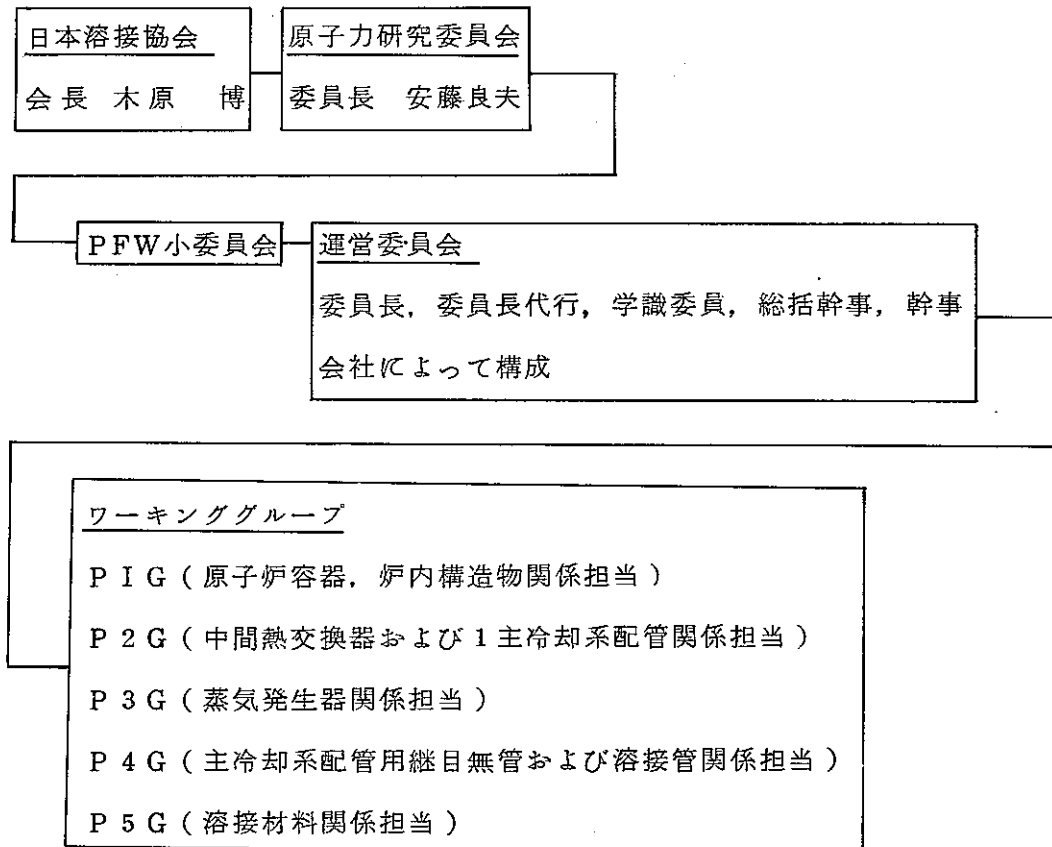 日本溶接協会
会長 木原 博
原子力研究委員会
委員長 安藤良夫
PFW小委員会
運営委員会
委員長，委員長代行，学識委員，総括幹事，幹事
会社によって構成
ワーキンググループ
PIG（原子炉容器，炉内構造物関係担当）
P2G（中間熱交換器および1主冷却系配管関係担当）
P3G（蒸気発生器関係担当）
P4G（主冷却系配管用継目無管および溶接管関係担当）
P5G（溶接材料関係担当）